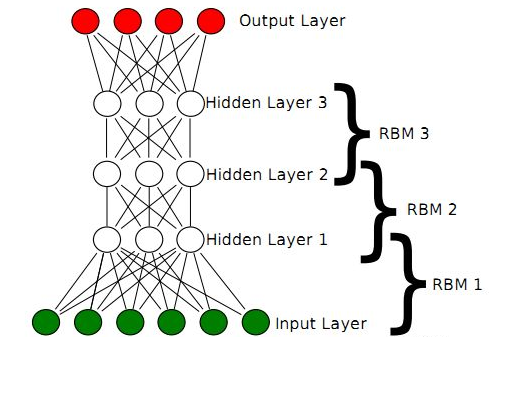 Output Layer
Hidden Layer 3
RBM 3
Hidden Layer 2
RBM 2
Hidden Layer 1
RBM 1
Input Layer